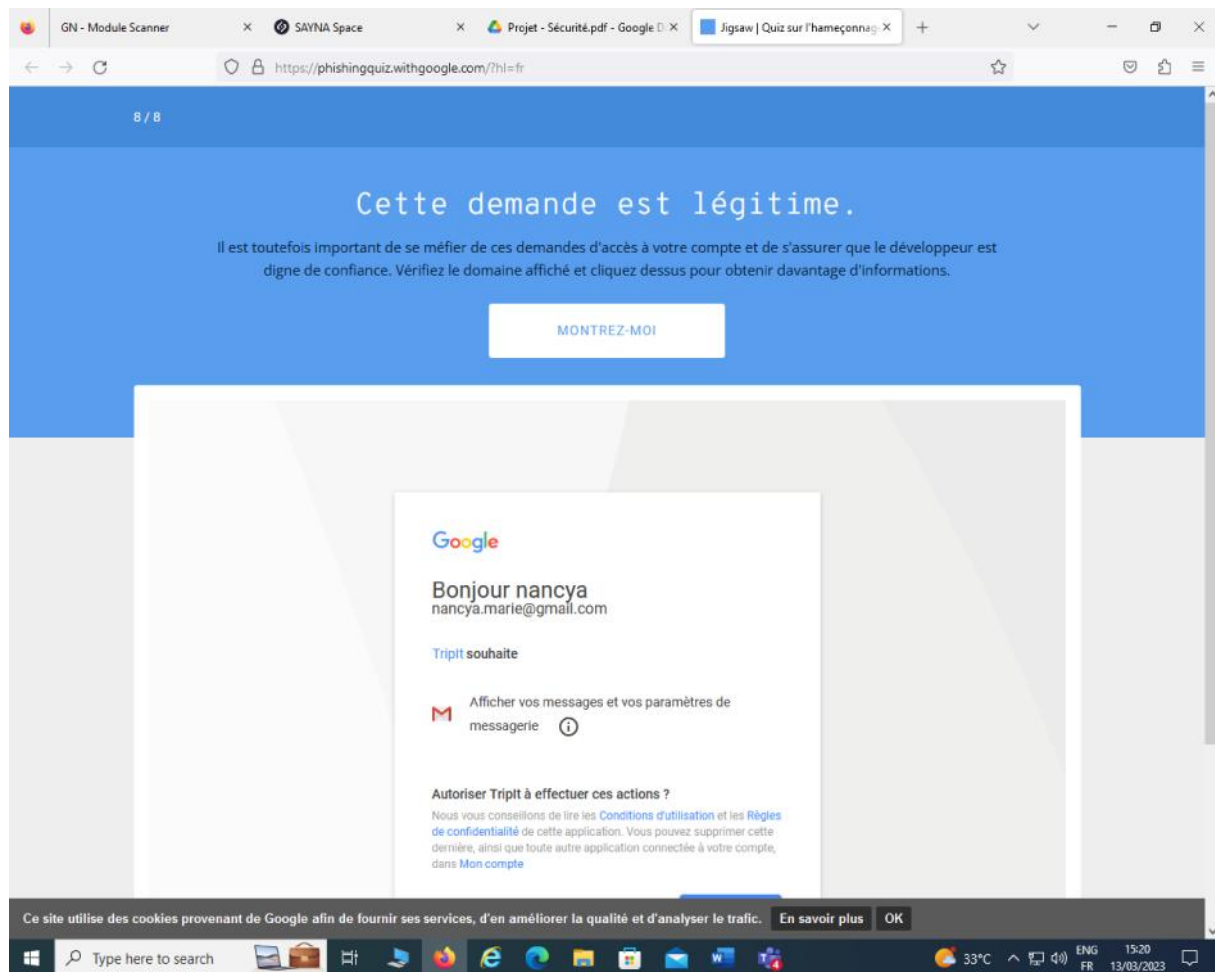 GN - Module Scanner
SAYNA Space
Projet - Sécurité.pdf - Google D
Jigsaw | Quiz sur l'hameçonnag
https://phishingquiz.withgoogle.com/?hl=fr
8 / 8
Cette demande est légitime.
Il est toutefois important de se méfier de ces demandes d'accès à votre compte et de s'assurer que le développeur est
digne de confiance. Vérifiez le domaine affiché et cliquez dessus pour obtenir davantage d'informations.
MONTREZ-MOI
Google
Bonjour nancya
nancya.marie@gmail.com
TripIt souhaite
Afficher vos messages et vos paramètres de
messagerie
Autoriser TripIt à effectuer ces actions ?
Nous vous conseillons de lire les Conditions d'utilisation et les Règles
de confidentialité de cette application. Vous pouvez supprimer cette
dernière, ainsi que toute autre application connectée à votre compte,
dans Mon compte
Ce site utilise des cookies provenant de Google afin de fournir ses services, d'en améliorer la qualité et d'analyser le trafic. En savoir plus OK
Type here to search
33°C
ENG
FR
15:20
13/03/2023